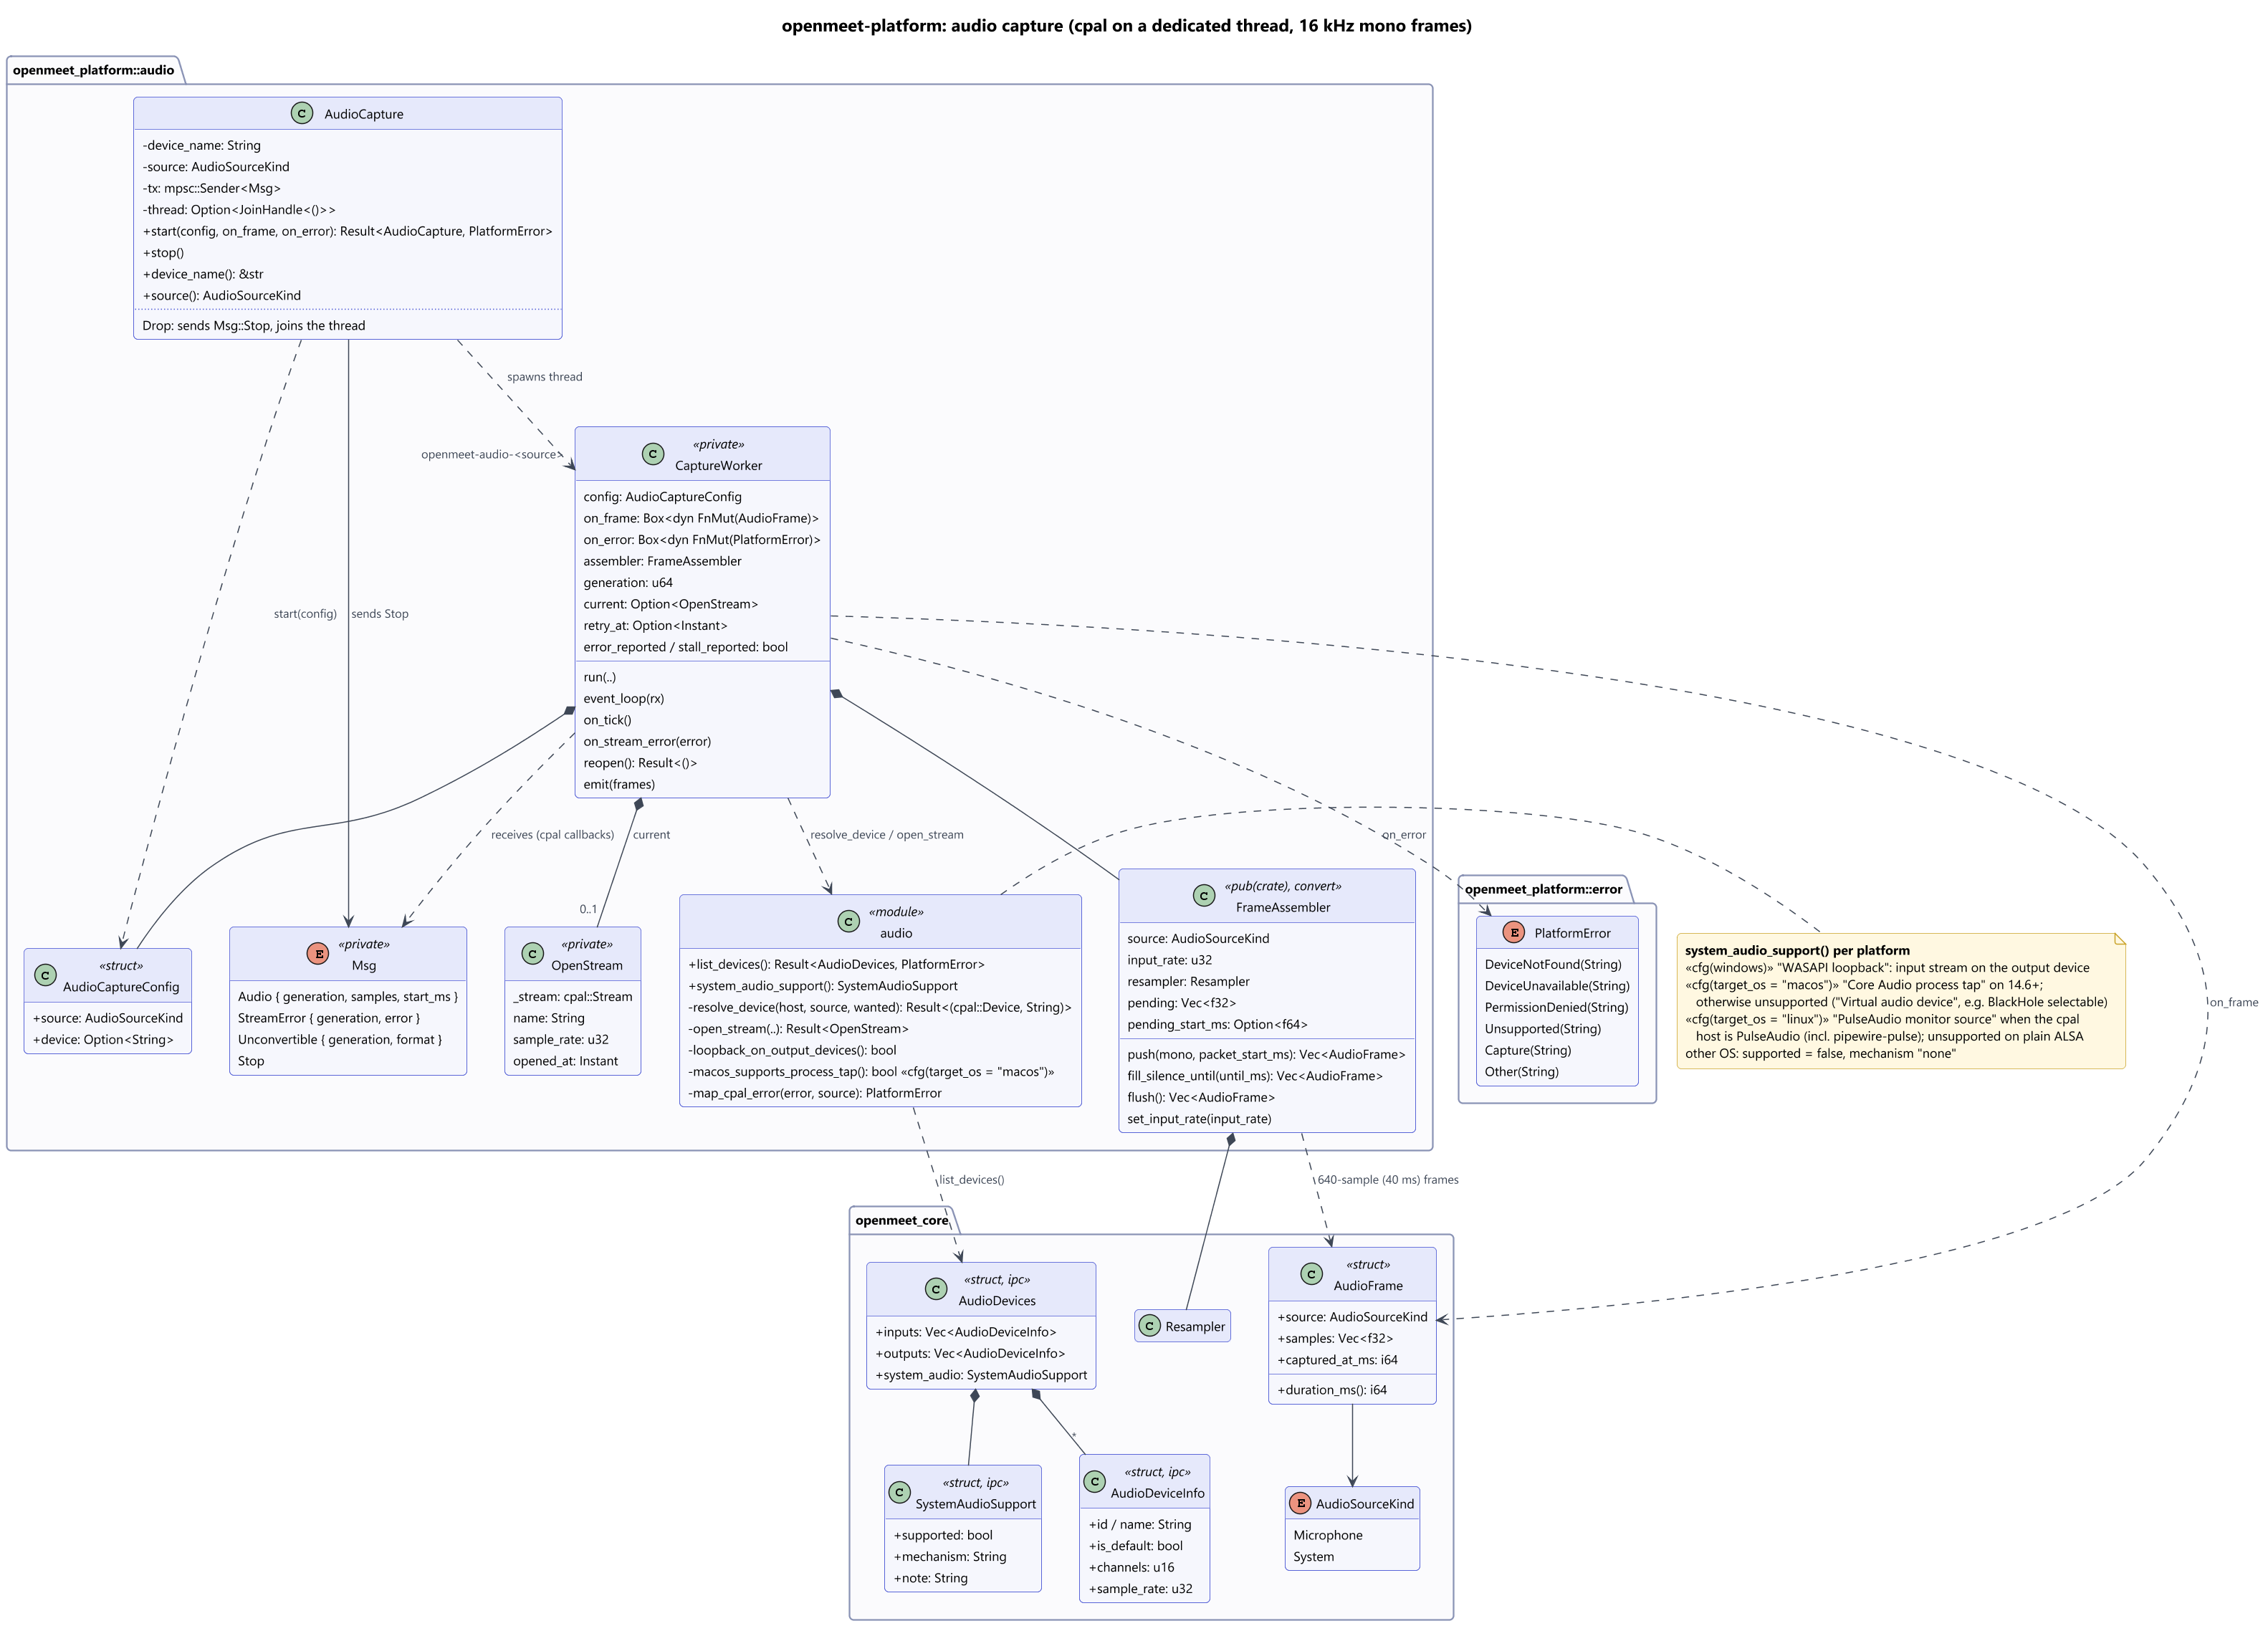 openmeet-platform: audio capture (cpal on a dedicated thread, 16 kHz mono frames)
openmeet_platform::audio
C AudioCapture
-device_name: String
-source: AudioSourceKind
-tx: mpsc::Sender<Msg>
-thread: Option<JoinHandle<()>>
+start(config, on_frame, on_error): Result<AudioCapture, PlatformError>
+stop()
+device_name(): &str
+source(): AudioSourceKind
Drop: sends Msg::Stop, joins the thread
spawns thread
openmeet-audio-<source>
start(config)
sends Stop
«private»
C CaptureWorker
config: AudioCaptureConfig
on_frame: Box<dyn FnMut(AudioFrame)>
on_error: Box<dyn FnMut(PlatformError)>
assembler: FrameAssembler
generation: u64
current: Option<OpenStream>
retry_at: Option<Instant>
error_reported / stall_reported: bool
run(..)
event_loop(rx)
on_tick()
on_stream_error(error)
reopen(): Result<()>
emit(frames)
receives (cpal callbacks)
current
resolve_device / open_stream
on_error
0..1
«struct»
C AudioCaptureConfig
+source: AudioSourceKind
+device: Option<String>
«private»
E Msg
Audio { generation, samples, start_ms }
StreamError { generation, error }
Unconvertible { generation, format }
Stop
«private»
C OpenStream
_stream: cpal::Stream
name: String
sample_rate: u32
opened_at: Instant
«module»
C audio
+list_devices(): Result<AudioDevices, PlatformError>
+system_audio_support(): SystemAudioSupport
-resolve_device(host, source, wanted): Result<(cpal::Device, String)>
-open_stream(..): Result<OpenStream>
-loopback_on_output_devices(): bool
-macos_supports_process_tap(): bool «cfg(target_os = "macos")»
-map_cpal_error(error, source): PlatformError
«pub(crate), convert»
C FrameAssembler
source: AudioSourceKind
input_rate: u32
resampler: Resampler
pending: Vec<f32>
pending_start_ms: Option<f64>
push(mono, packet_start_ms): Vec<AudioFrame>
fill_silence_until(until_ms): Vec<AudioFrame>
flush(): Vec<AudioFrame>
set_input_rate(input_rate)
openmeet_platform::error
E PlatformError
DeviceNotFound(String)
DeviceUnavailable(String)
PermissionDenied(String)
Unsupported(String)
Capture(String)
Other(String)
system_audio_support() per platform
«cfg(windows)» "WASAPI loopback": input stream on the output device
«cfg(target_os = "macos")» "Core Audio process tap" on 14.6+;
otherwise unsupported ("Virtual audio device", e.g. BlackHole selectable)
«cfg(target_os = "linux")» "PulseAudio monitor source" when the cpal
host is PulseAudio (incl. pipewire-pulse); unsupported on plain ALSA
other OS: supported = false, mechanism "none"
on_frame
list_devices()
640-sample (40 ms) frames
openmeet_core
«struct, ipc»
C AudioDevices
+inputs: Vec<AudioDeviceInfo>
+outputs: Vec<AudioDeviceInfo>
+system_audio: SystemAudioSupport
C Resampler
«struct»
C AudioFrame
+source: AudioSourceKind
+samples: Vec<f32>
+captured_at_ms: i64
+duration_ms(): i64
*
«struct, ipc»
C SystemAudioSupport
+supported: bool
+mechanism: String
+note: String
«struct, ipc»
C AudioDeviceInfo
+id / name: String
+is_default: bool
+channels: u16
+sample_rate: u32
E AudioSourceKind
Microphone
System